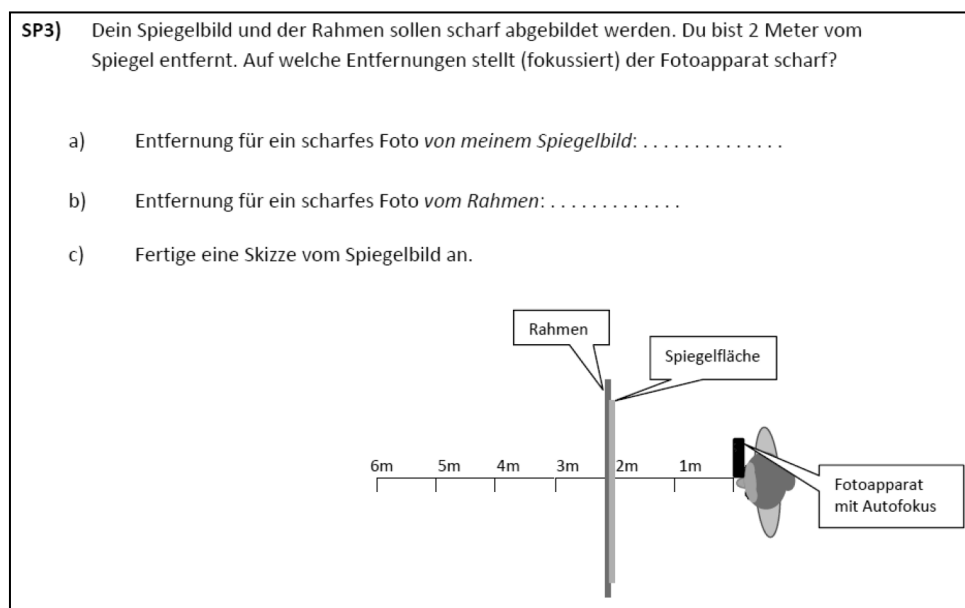 SP3) Dein Spiegelbild und der Rahmen sollen scharf abgebildet werden. Du bist 2 Meter vom
Spiegel entfernt. Auf welche Entfernungen stellt (fokussiert) der Fotoapparat scharf?
a) Entfernung für ein scharfes Foto von meinem Spiegelbild: . . . . . . . . . . . . . .
b) Entfernung für ein scharfes Foto vom Rahmen: . . . . . . . . . . . . .
c) Fertige eine Skizze vom Spiegelbild an.
Rahmen
Spiegelfläche
6m 5m 4m 3m 2m 1m
Fotoapparat
mit Autofokus